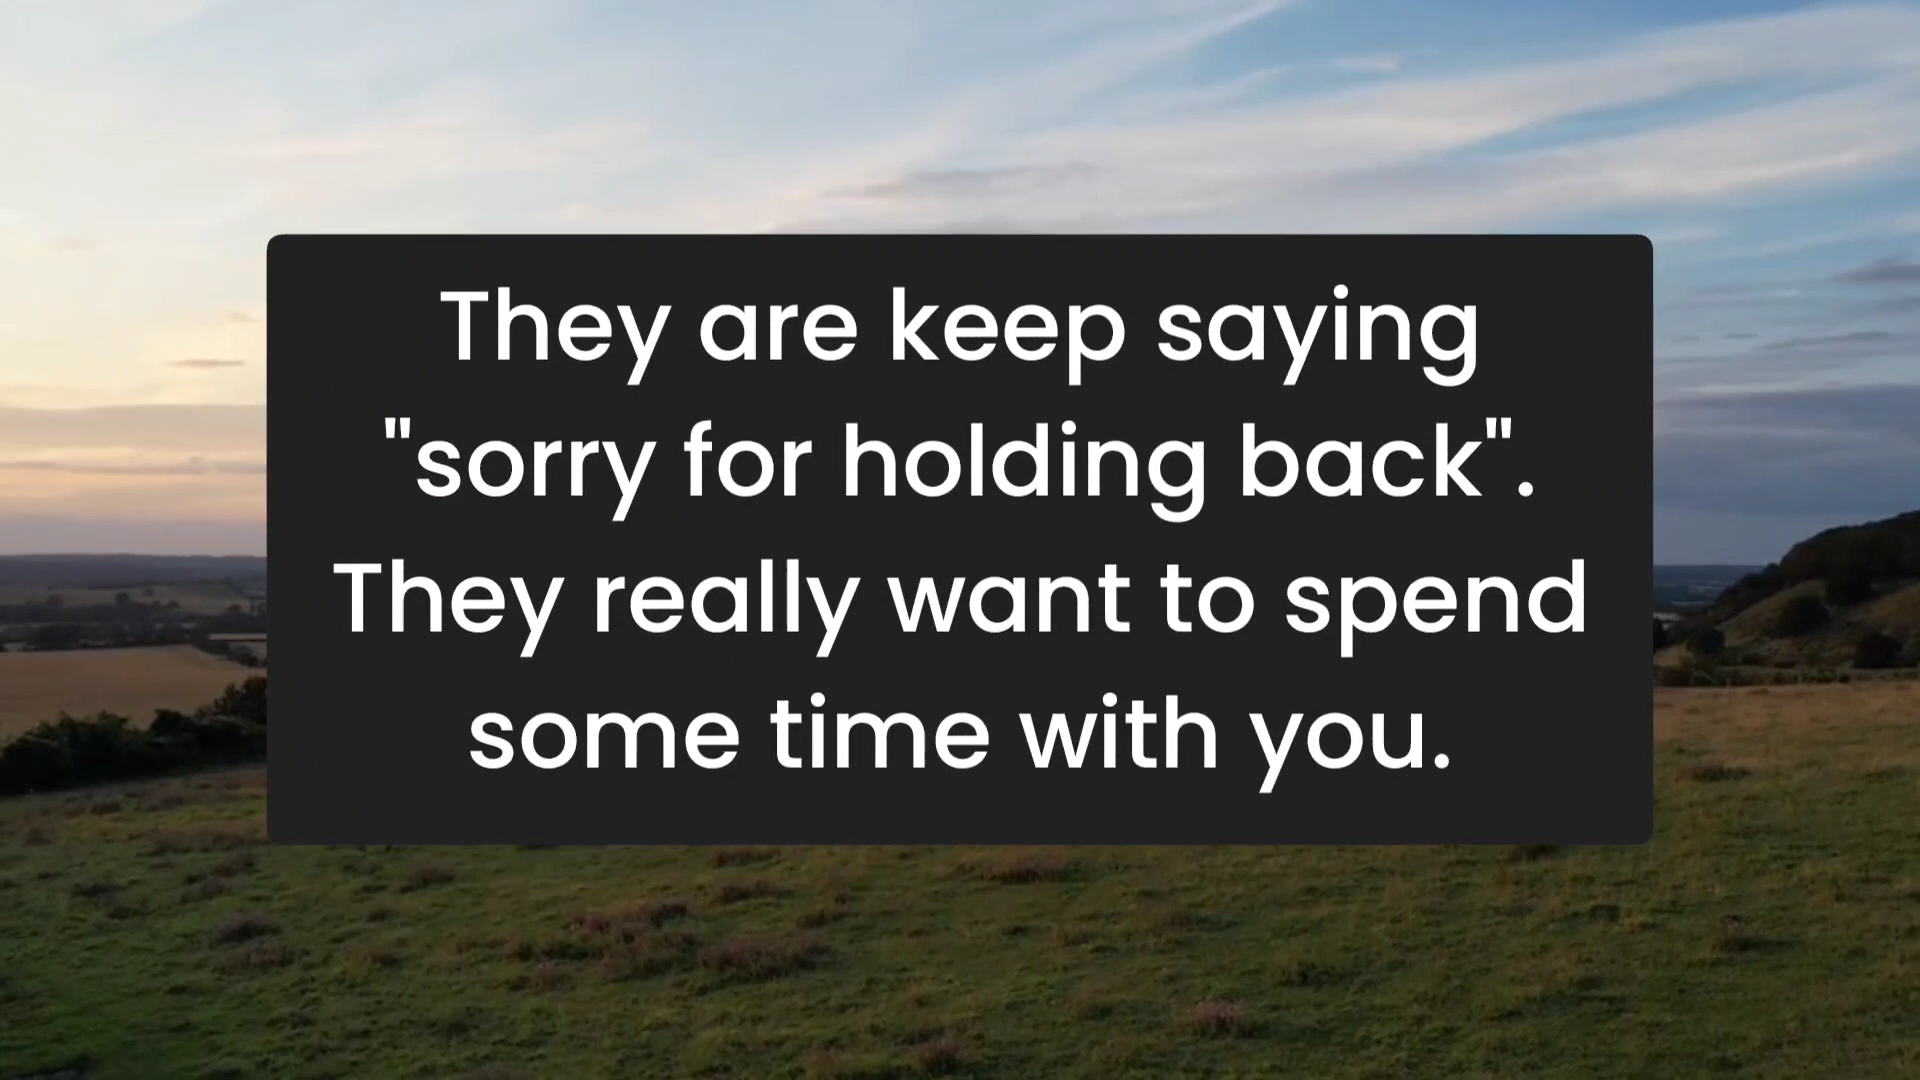 They are keep saying
"sorry for holding back".
They really want to spend
some time with you.